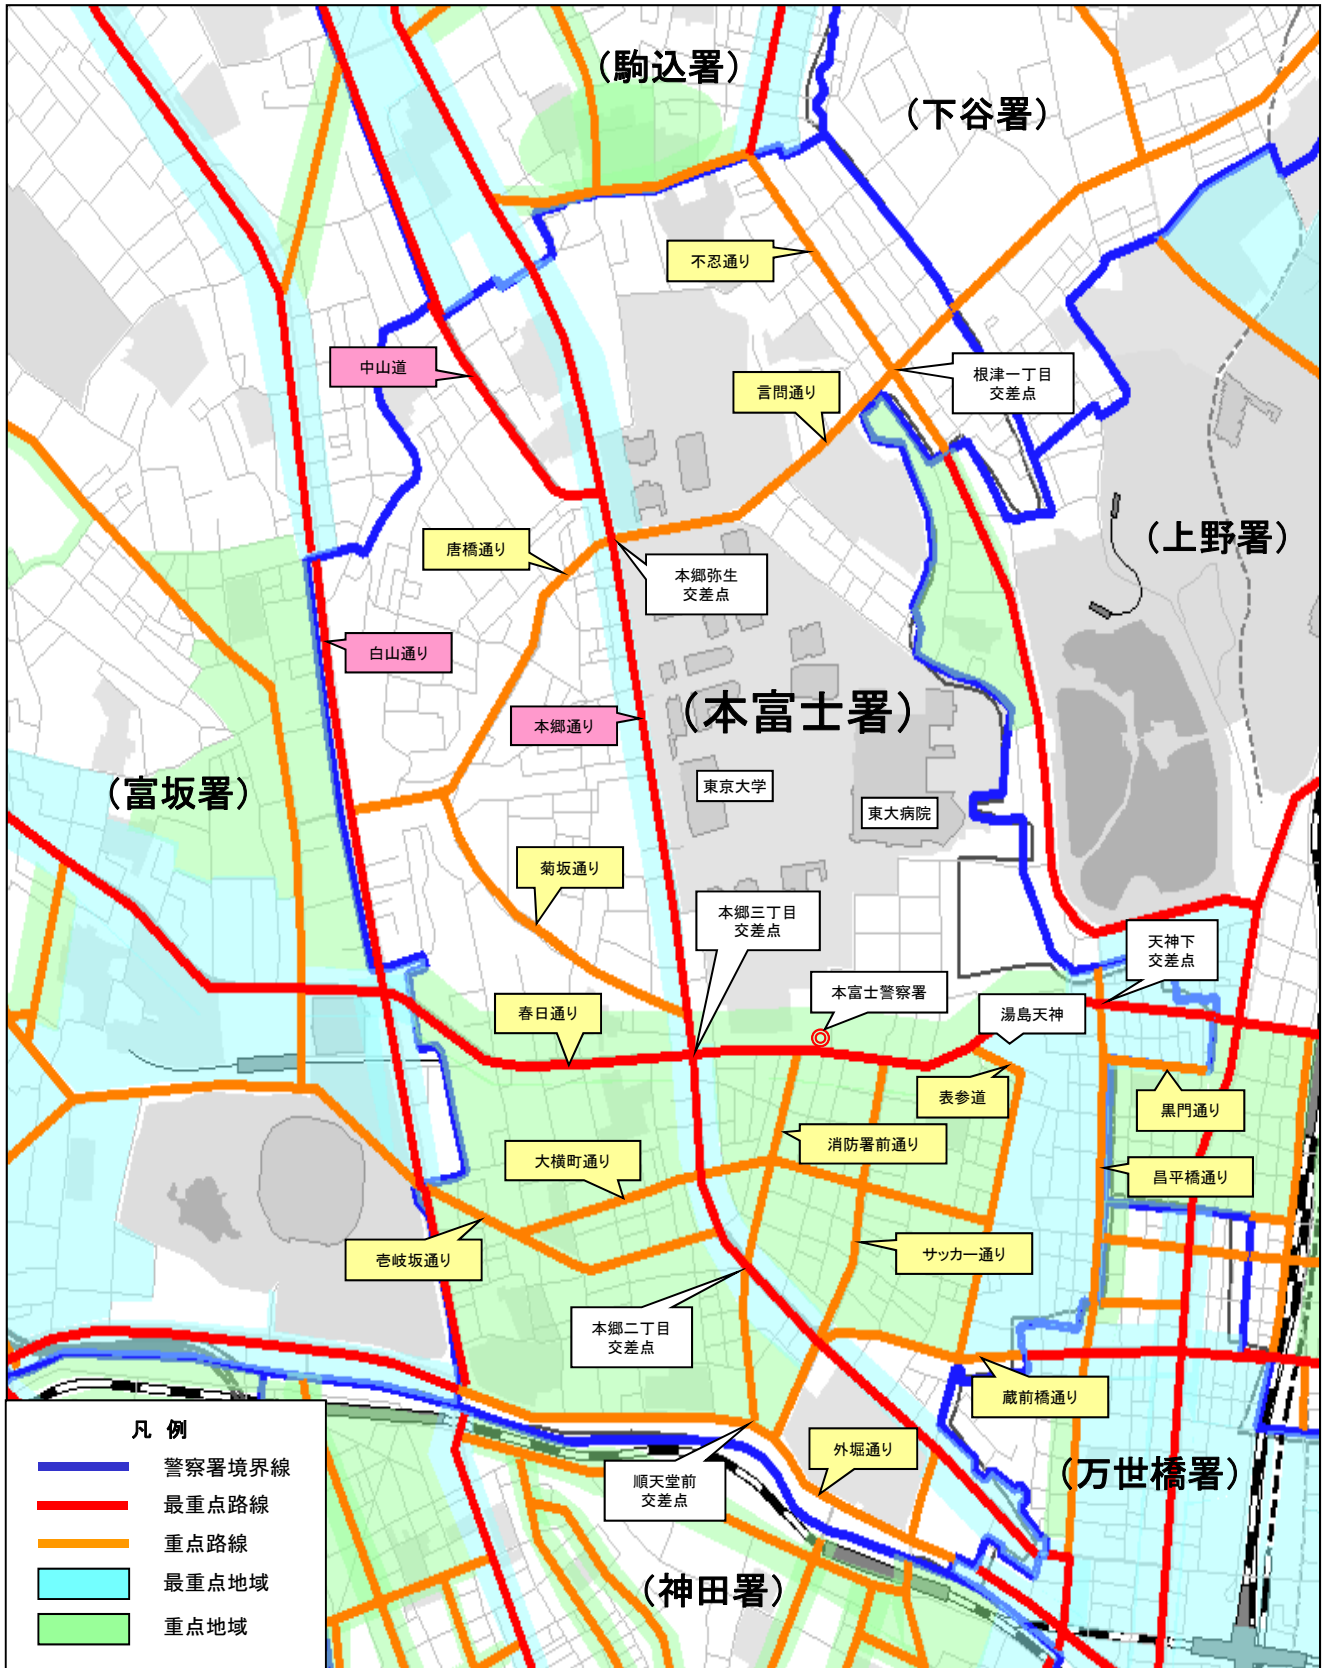 (駒込署)
(下谷署)
不忍通り
中山道
根津一丁目
交差点
言問通り
(上野署)
唐橋通り
本郷弥生
交差点
白山通り
本郷通り
(本富士署)
(富坂署)
東京大学
東大病院
菊坂通り
本郷三丁目
交差点
天神下
交差点
本富士警察署
春日通り
湯島天神
表参道
黒門通り
消防署前通り
大横町通り
昌平橋通り
壱岐坂通り
サッカー通り
本郷二丁目
交差点
蔵前橋通り
外堀通り
順天堂前
交差点
(万世橋署)
(神田署)
凡 例
警察署境界線
最重点路線
重点路線
最重点地域
重点地域